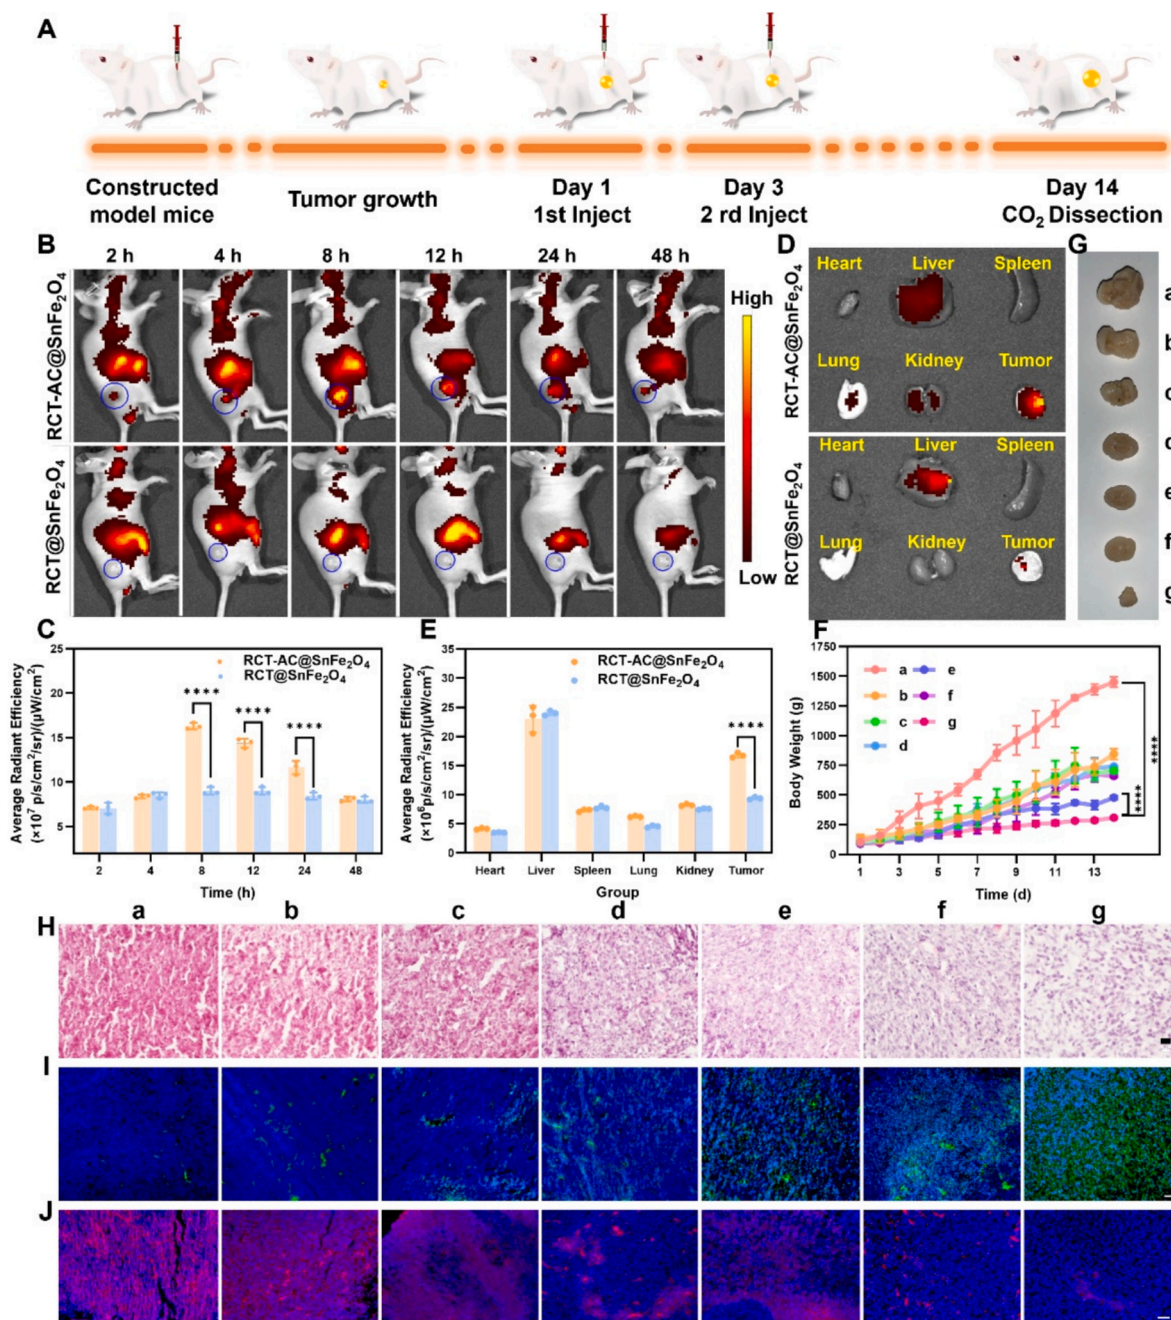 A
Constructed
model mice
Tumor growth
Day 1
1st Inject
Day 3
2 rd Inject
Day 14
CO₂ Dissection
B
2 h
4 h
8 h
12 h
24 h
48 h
RCT-AC@SnFe₂O₄
RCT@SnFe₂O₄
High
Low
D
RCT-AC@SnFe₂O₄
Heart
Liver
Spleen
Lung
Kidney
Tumor
RCT@SnFe₂O₄
Heart
Liver
Spleen
Lung
Kidney
Tumor
G
a
b
c
d
e
f
g
C
Average Radiant Efficiency
(×10⁷ p/s/cm²/sr)/(µW/cm²)
25
20
15
10
5
RCT-AC@SnFe₂O₄
RCT@SnFe₂O₄
****
****
****
2
4
8
12
24
48
Time (h)
E
Average Radiant Efficiency
(×10⁶p/s/cm²/sr)/(µW/cm²)
35
30
25
20
15
10
5
0
RCT-AC@SnFe₂O₄
RCT@SnFe₂O₄
****
Heart
Liver
Spleen
Lung
Kidney
Tumor
Group
F
Body Weight (g)
1750
1500
1250
1000
750
500
250
0
a
b
c
d
e
f
g
****
****
1
3
5
7
9
11
13
Time (d)
a
b
c
d
e
f
g
H
I
J